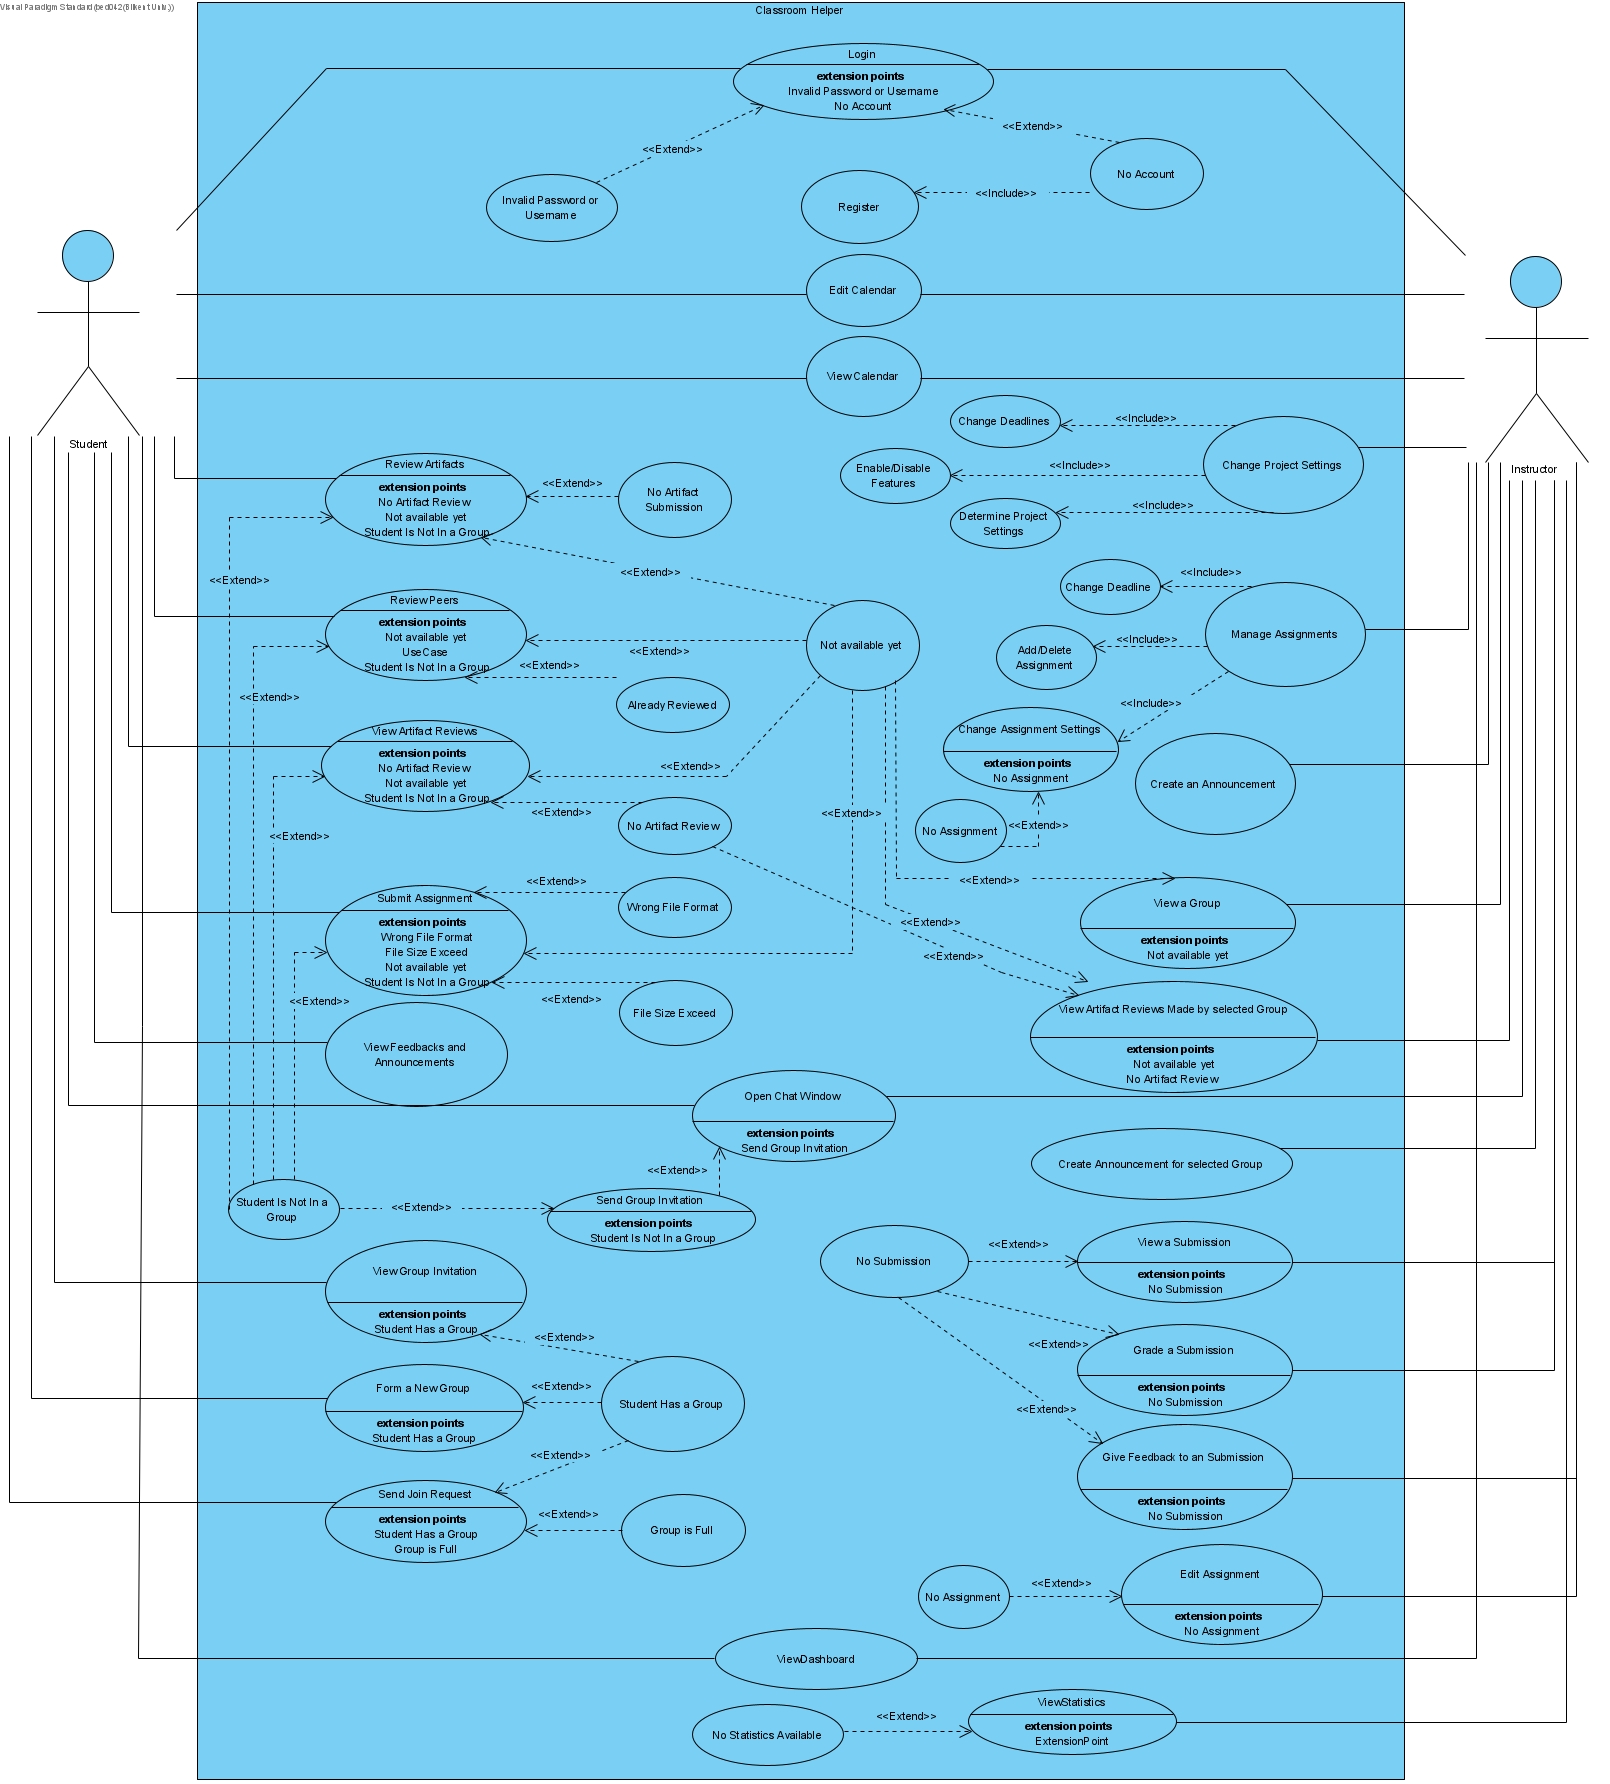 Visual Paradigm Standard(bed042(Bilkent Univ.))
Classroom Helper
Login
extension points
Invalid Password or Username
No Account
<<Extend>>
<<Extend>>
No Account
Invalid Password or
Username
Register
<<Include>>
Edit Calendar
View Calendar
Student
Instructor
Change Deadlines
<<Include>>
Change Project Settings
Enable/Disable
Features
<<Include>>
Determine Project
Settings
<<Include>>
Review Artifacts
extension points
No Artifact Review
Not available yet
Student Is Not In a Group
<<Extend>>
No Artifact
Submission
<<Extend>>
<<Extend>>
Change Deadline
<<Include>>
Manage Assignments
Add/Delete
Assignment
<<Include>>
<<Include>>
Review Peers
extension points
Not available yet
UseCase
Student Is Not In a Group
Not available yet
<<Extend>>
<<Extend>>
Already Reviewed
<<Extend>>
Change Assignment Settings
extension points
No Assignment
Create an Announcement
View Artifact Reviews
extension points
No Artifact Review
Not available yet
Student Is Not In a Group
<<Extend>>
<<Extend>>
No Artifact Review
<<Extend>>
<<Extend>>
No Assignment
<<Extend>>
Submit Assignment
extension points
Wrong File Format
File Size Exceed
Not available yet
Student Is Not In a Group
<<Extend>>
Wrong File Format
<<Extend>>
View a Group
extension points
Not available yet
<<Extend>>
<<Extend>>
<<Extend>>
<<Extend>>
File Size Exceed
View Feedbacks and
Announcements
View Artifact Reviews Made by selected Group
extension points
Not available yet
No Artifact Review
Open Chat Window
extension points
Send Group Invitation
<<Extend>>
Create Announcement for selected Group
Student Is Not In a
Group
<<Extend>>
Send Group Invitation
extension points
Student Is Not In a Group
View Group Invitation
extension points
Student Has a Group
No Submission
<<Extend>>
View a Submission
extension points
No Submission
<<Extend>>
<<Extend>>
Grade a Submission
extension points
No Submission
Form a New Group
extension points
Student Has a Group
<<Extend>>
Student Has a Group
<<Extend>>
<<Extend>>
Give Feedback to an Submission
extension points
No Submission
Send Join Request
extension points
Student Has a Group
Group is Full
<<Extend>>
Group is Full
No Assignment
<<Extend>>
Edit Assignment
extension points
No Assignment
ViewDashboard
No Statistics Available
<<Extend>>
ViewStatistics
extension points
ExtensionPoint